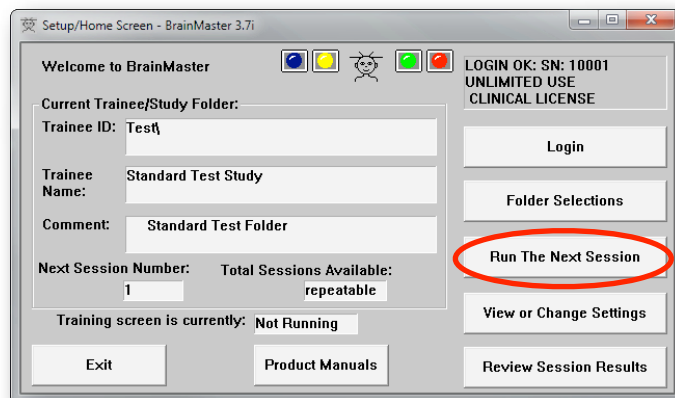 Setup/Home Screen - BrainMaster 3.7i
Welcome to BrainMaster
LOGIN OK: SN: 10001
UNLIMITED USE
CLINICAL LICENSE
Current Trainee/Study Folder:
Trainee ID: Test\
Trainee Name: Standard Test Study
Comment: Standard Test Folder
Next Session Number: 1
Total Sessions Available: repeatable
Training screen is currently: Not Running
Exit
Product Manuals
Login
Folder Selections
Run The Next Session
View or Change Settings
Review Session Results